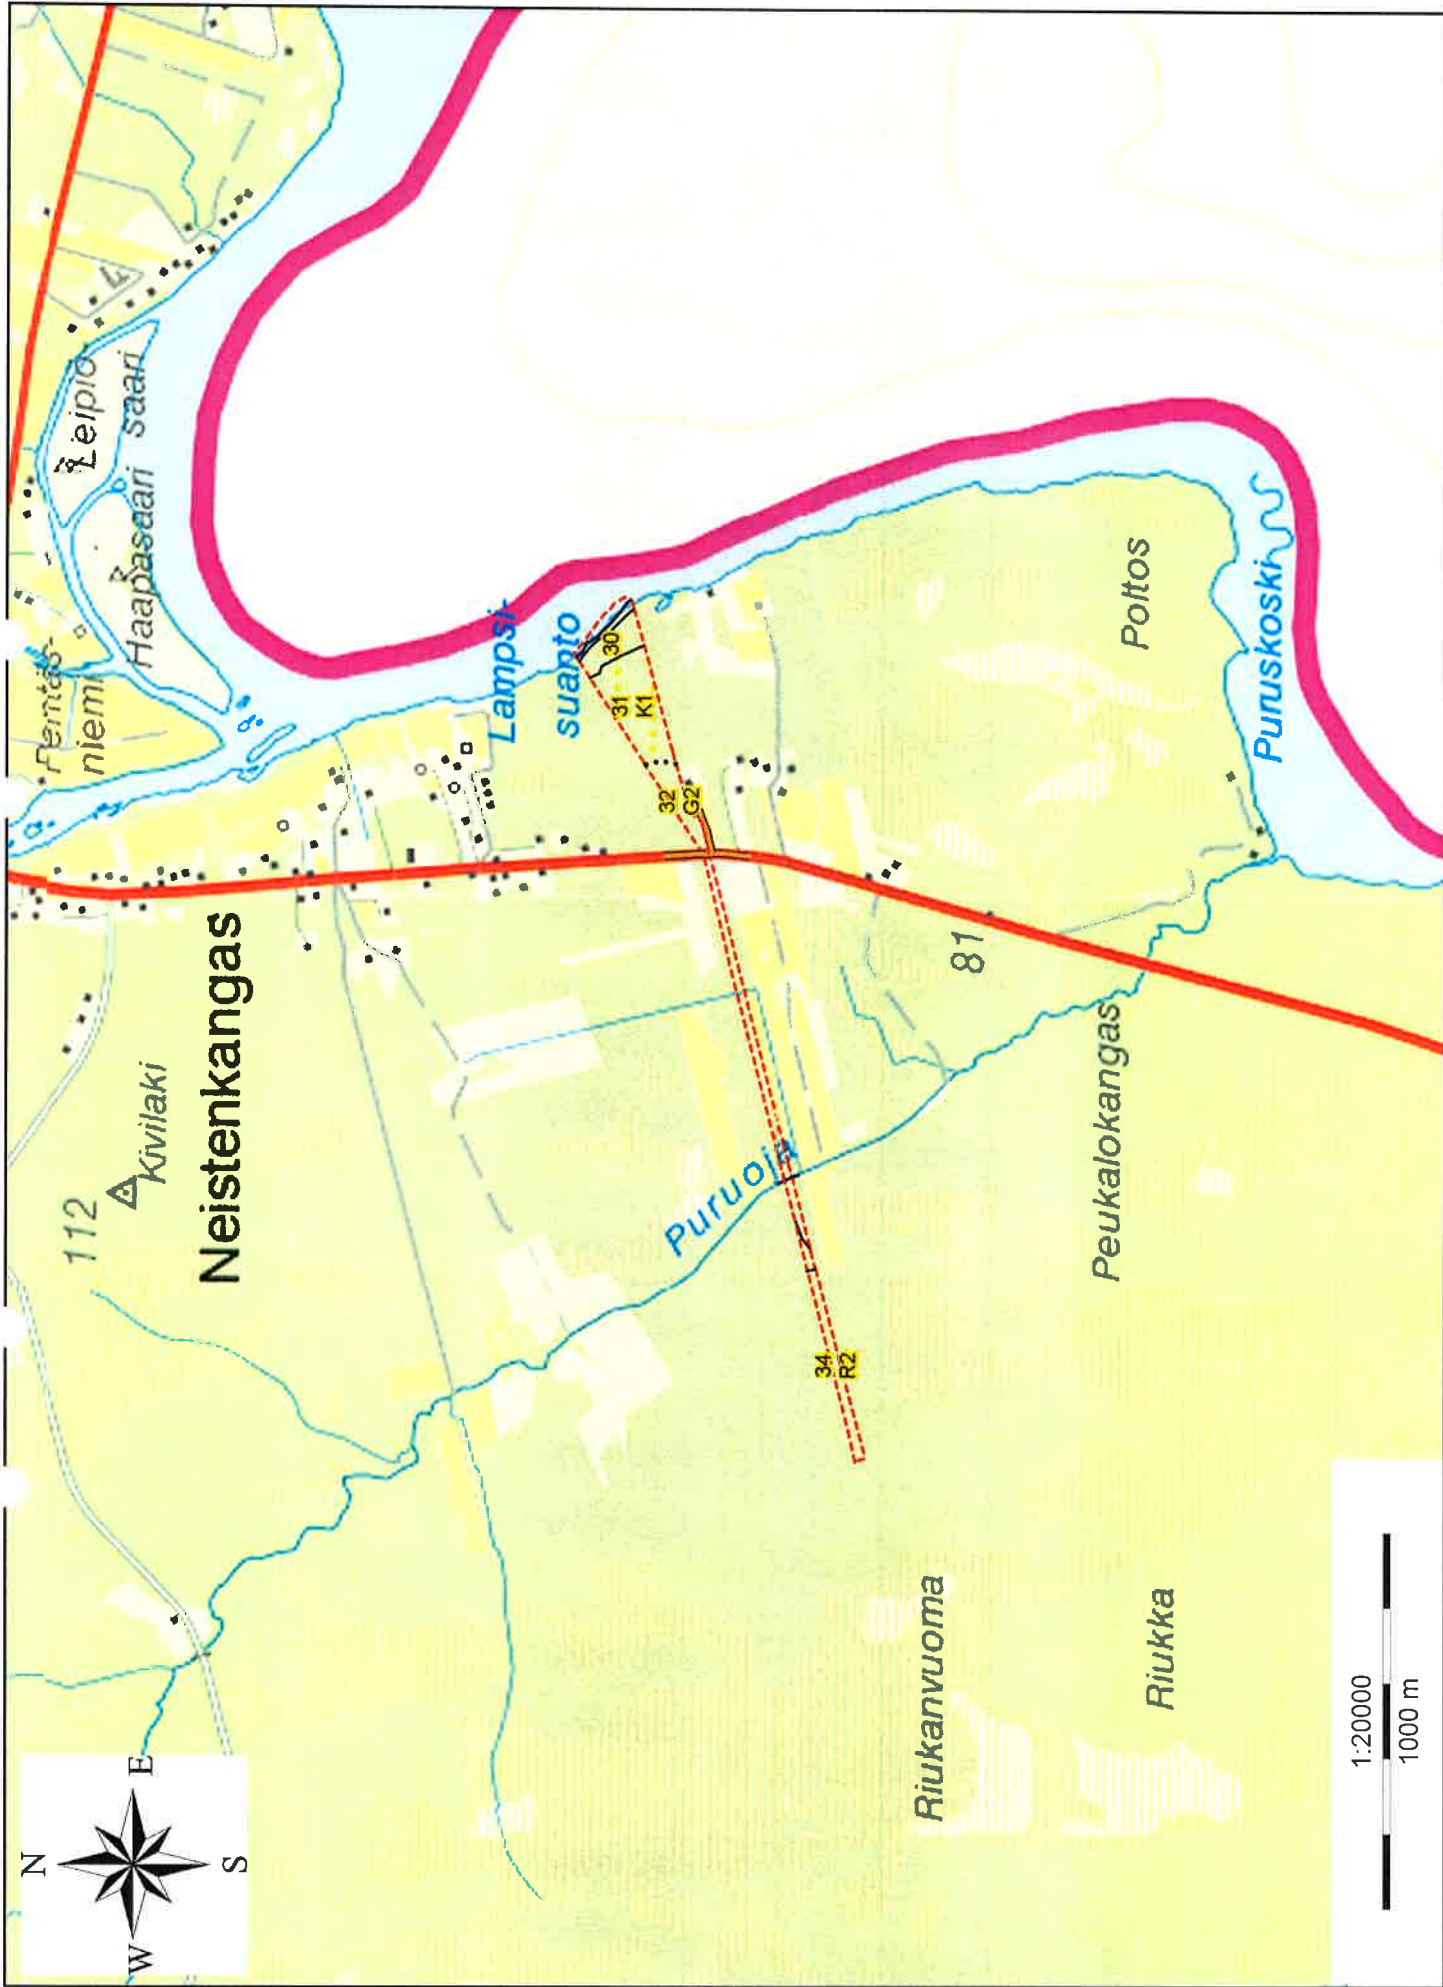 N
W
E
S
112
Kivilaki
Neistenkangas
niemi
Haapasaari
Leipiö-
saari
4
Lampsi-
suanto
30
31
K1
32
G2
Puruoja
34
R2
81
Poltos
Puruskoski
Peukalokangas
Riukanvuoma
Riukka
1:20000
1000 m